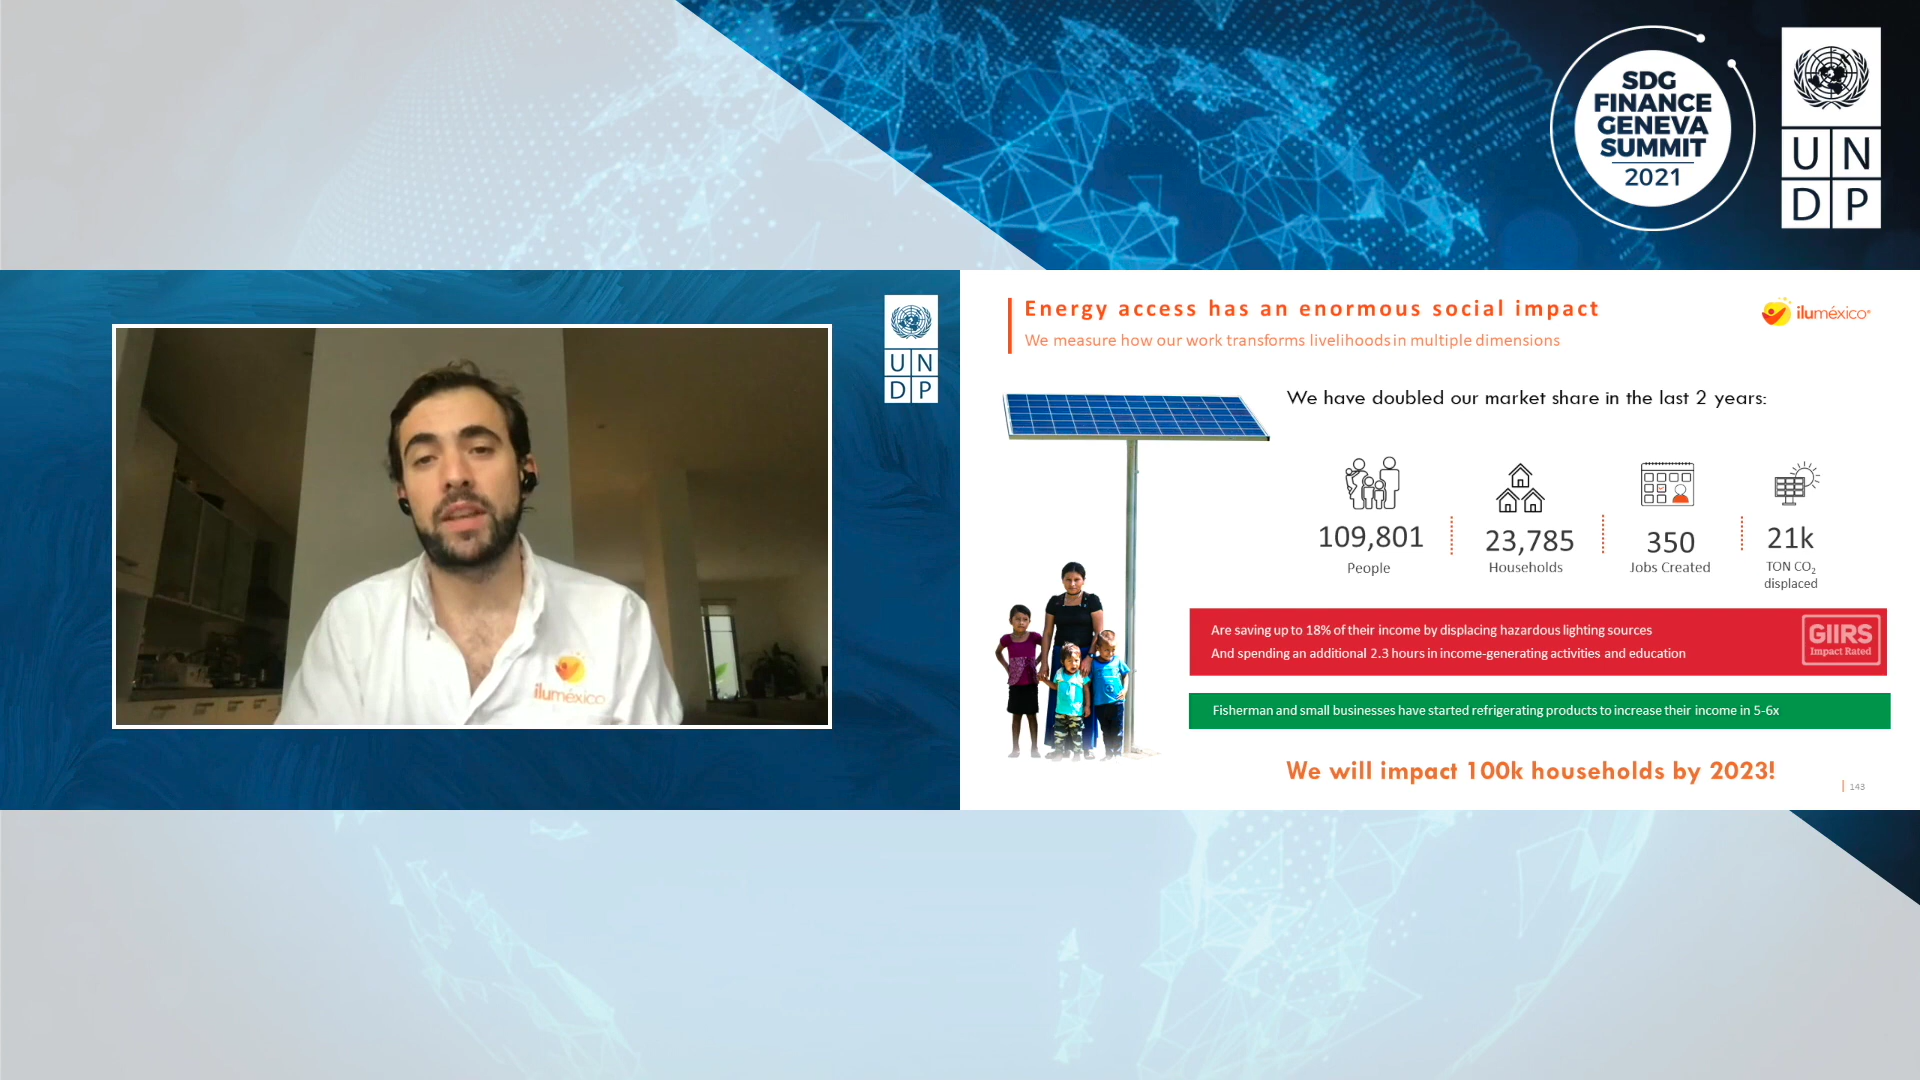 SDG
FINANCE
GENEVA
SUMMIT
2021
U N
D P
U N
D P
iluméxico
Energy access has an enormous social impact
We measure how our work transforms livelihoods in multiple dimensions
iluméxico®
We have doubled our market share in the last 2 years:
109,801
People
23,785
Households
350
Jobs Created
21k
TON CO₂
displaced
Are saving up to 18% of their income by displacing hazardous lighting sources
And spending an additional 2.3 hours in income-generating activities and education
GIIRS
Impact Rated
Fisherman and small businesses have started refrigerating products to increase their income in 5-6x
We will impact 100k households by 2023!
143